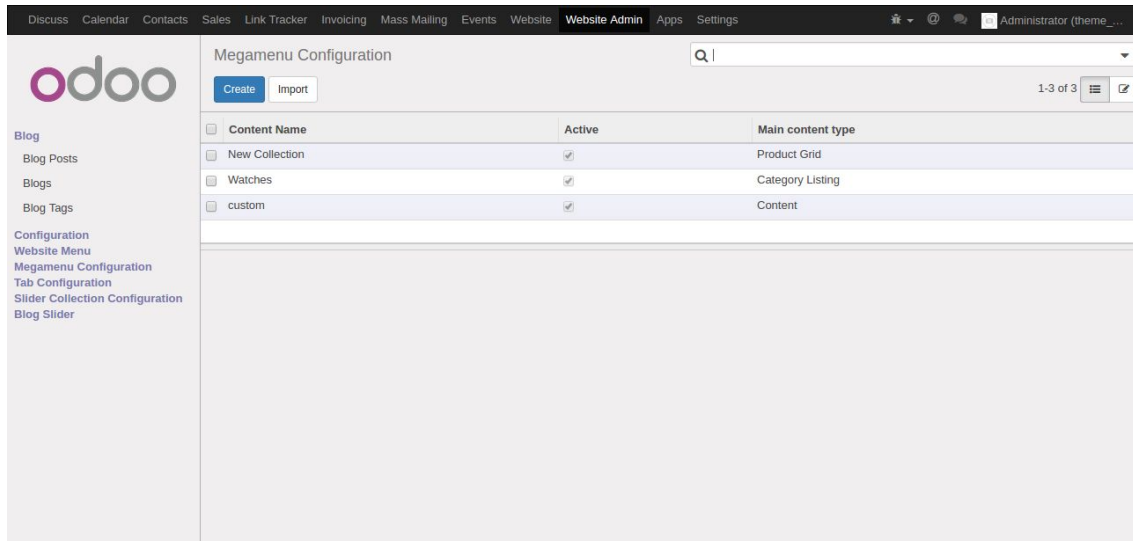 Discuss Calendar Contacts Sales Link Tracker Invoicing Mass Mailing Events Website Website Admin Apps Settings @ Administrator (theme_...
odoo
Megamenu Configuration
Create Import 1-3 of 3
Content Name Active Main content type
New Collection Product Grid
Watches Category Listing
custom Content
Blog
Blog Posts
Blogs
Blog Tags
Configuration
Website Menu
Megamenu Configuration
Tab Configuration
Slider Collection Configuration
Blog Slider